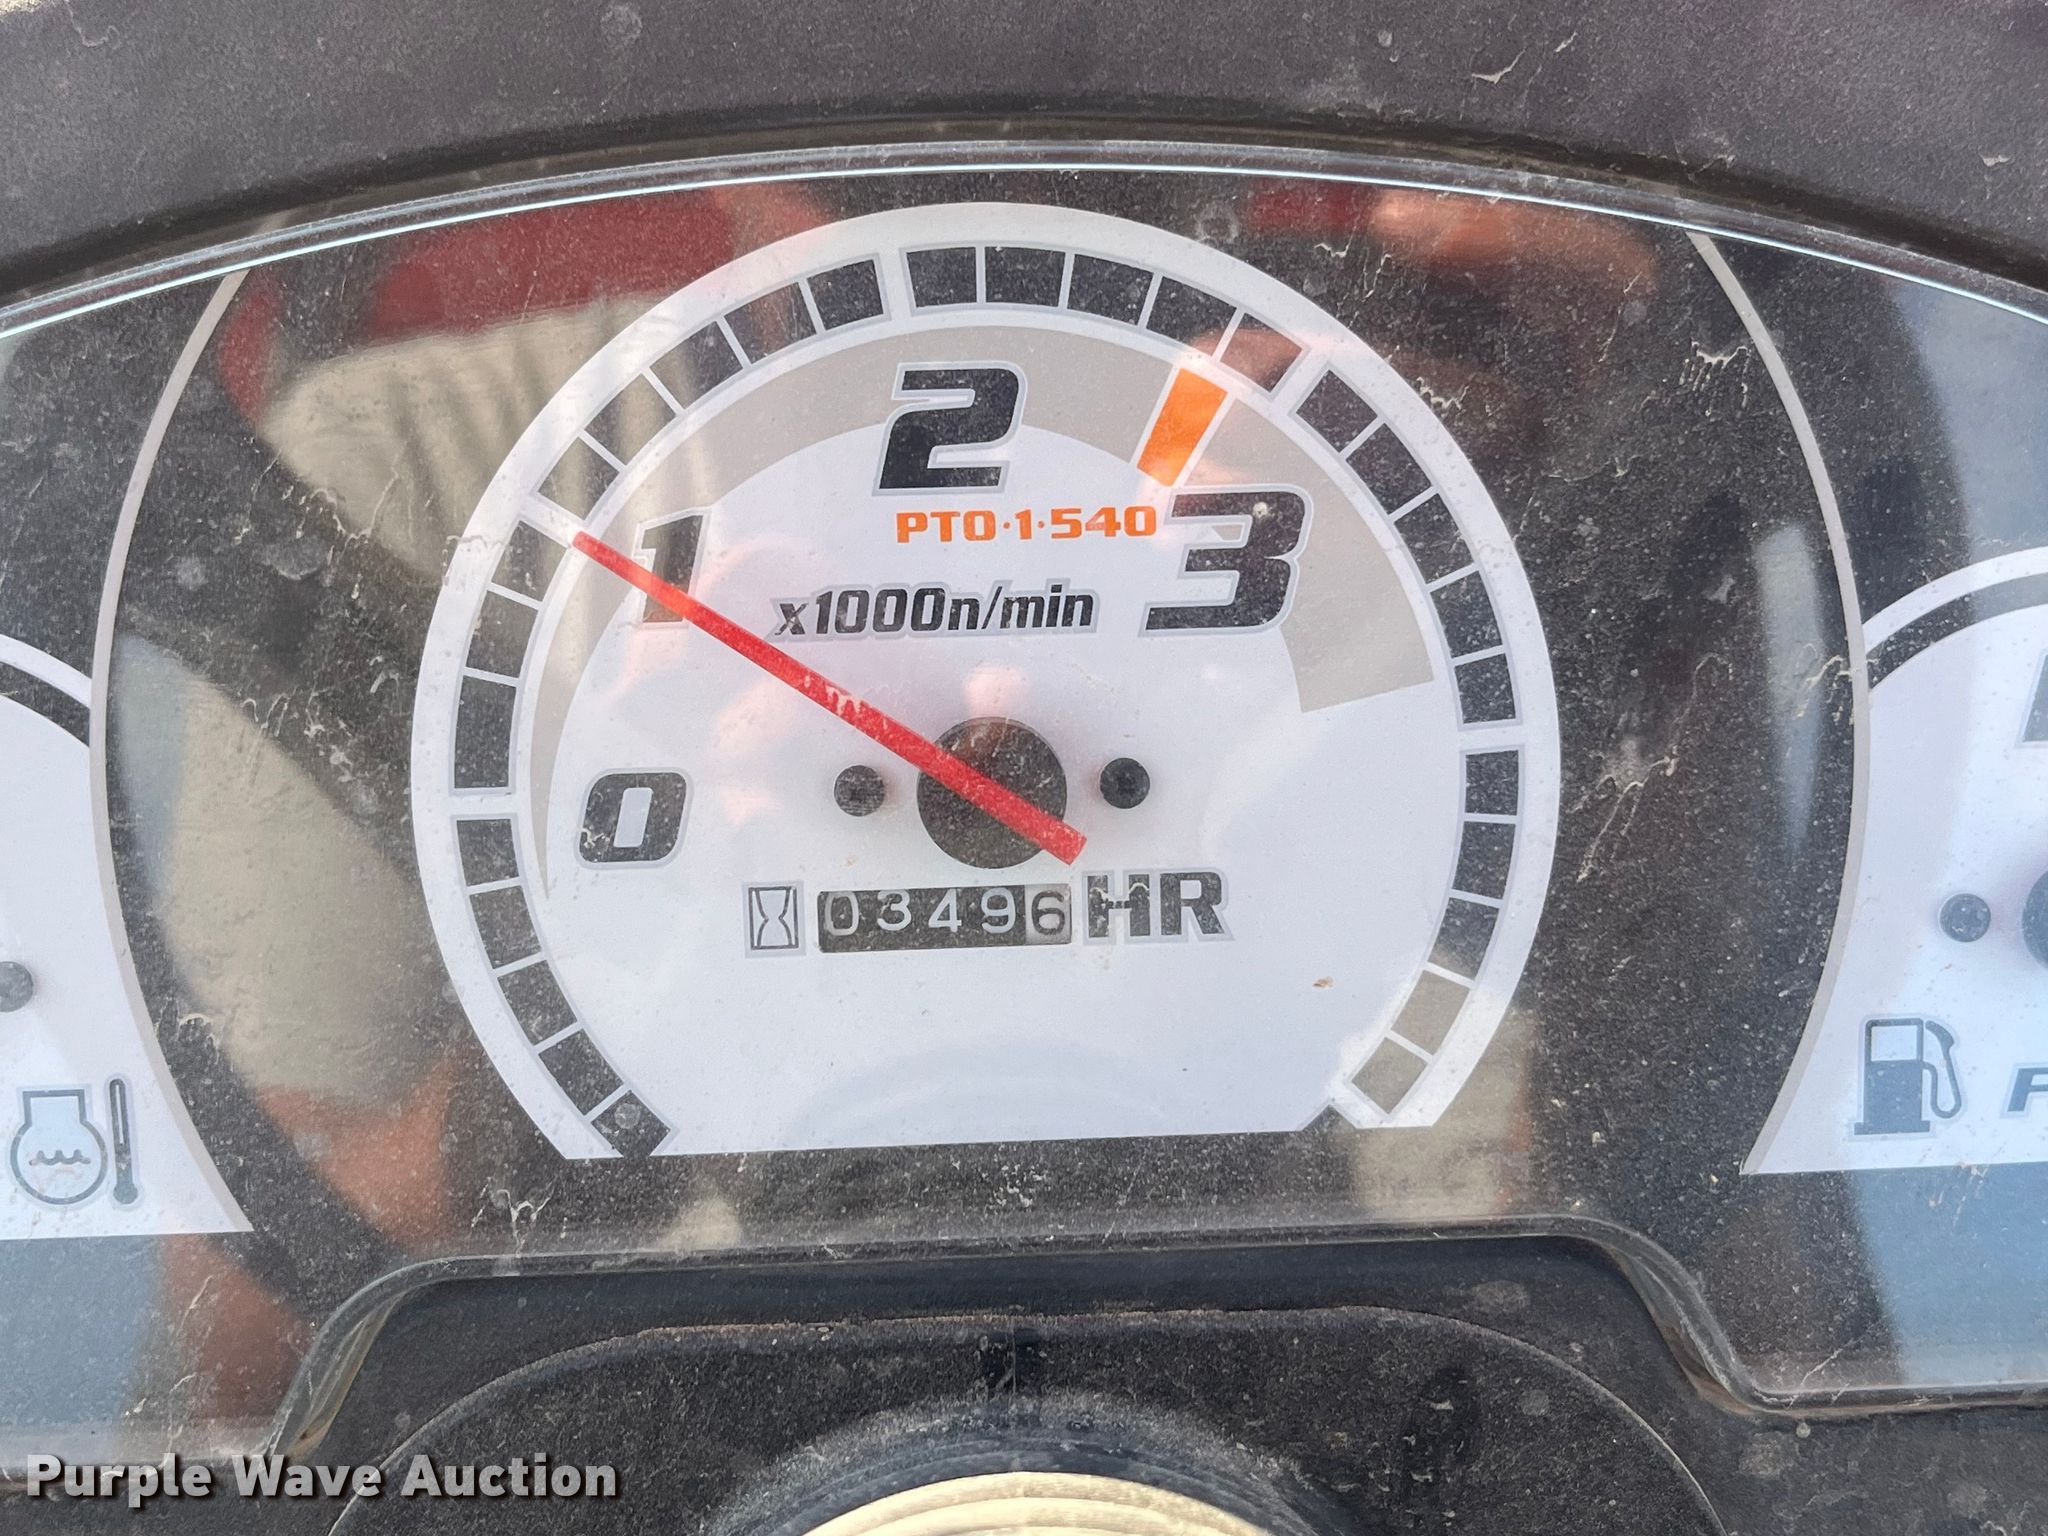 2
PTO·1·540
1
3
x1000n/min
0
03496 HR
F
Purple Wave Auction